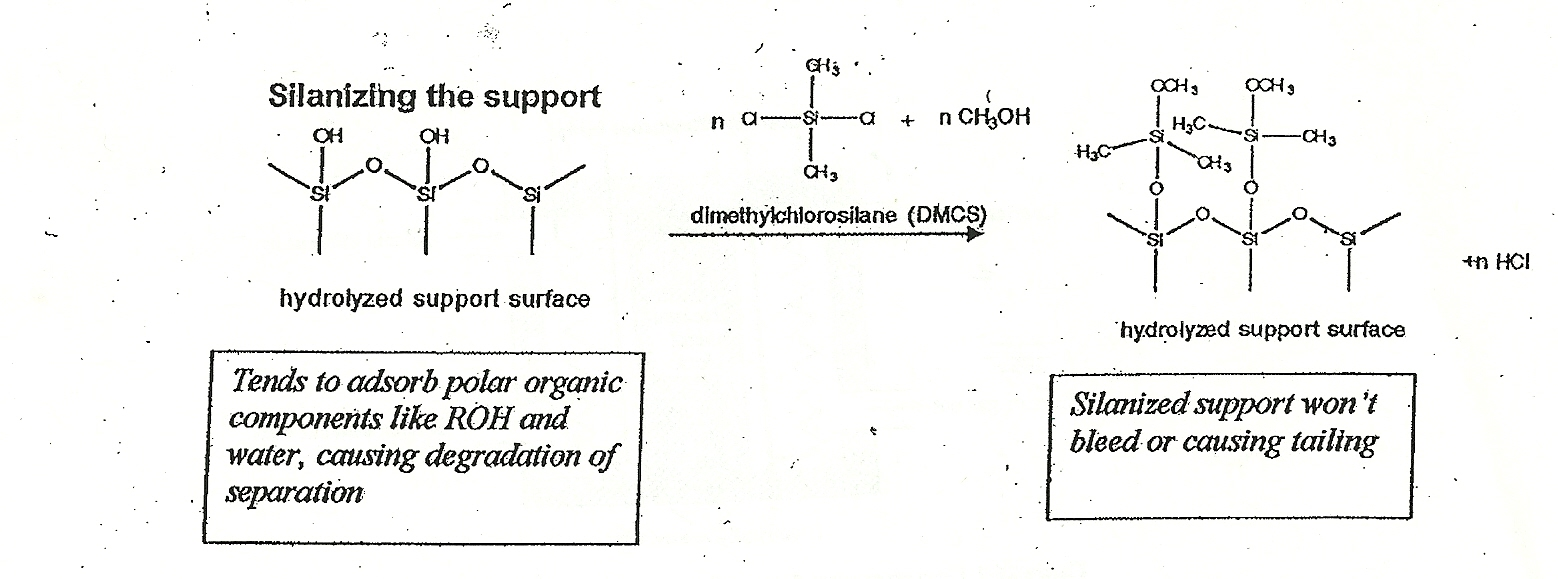 Silanizing the support
OH OH
O O
Si Si Si
hydrolyzed support surface
Tends to adsorb polar organic
components like ROH and
water, causing degradation of
separation
CH3
n Cl Si Cl + n CH3OH
CH3
dimethylchlorosilane (DMCS)
OCH3 OCH3
H3C Si CH3 H3C Si CH3
O O
O O
Si Si Si
+n HCl
hydrolyzed support surface
Silanized support won't
bleed or causing tailing